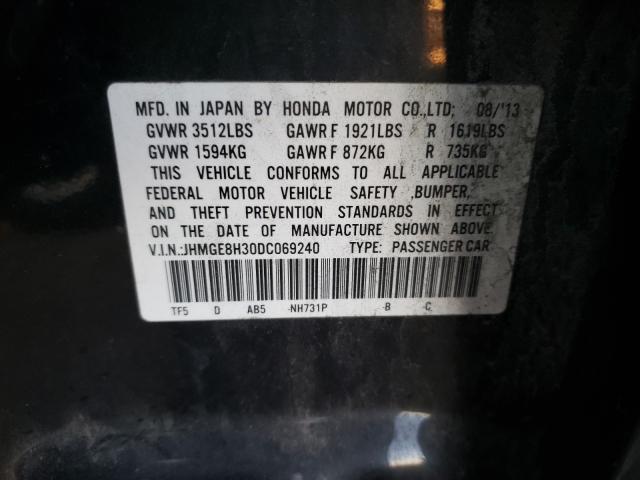 MFD. IN JAPAN BY HONDA MOTOR CO.,LTD; 08/'13
GVWR 3512LBS GAWR F 1921LBS R 1619LBS
GVWR 1594KG GAWR F 872KG R 735KG
THIS VEHICLE CONFORMS TO ALL APPLICABLE
FEDERAL MOTOR VEHICLE SAFETY ,BUMPER,
AND THEFT PREVENTION STANDARDS IN EFFECT
ON THE DATE OF MANUFACTURE SHOWN ABOVE.
V.I.N.:JHMGE8H30DC069240 TYPE: PASSENGER CAR
TF5 D AB5 -NH731P -B -C